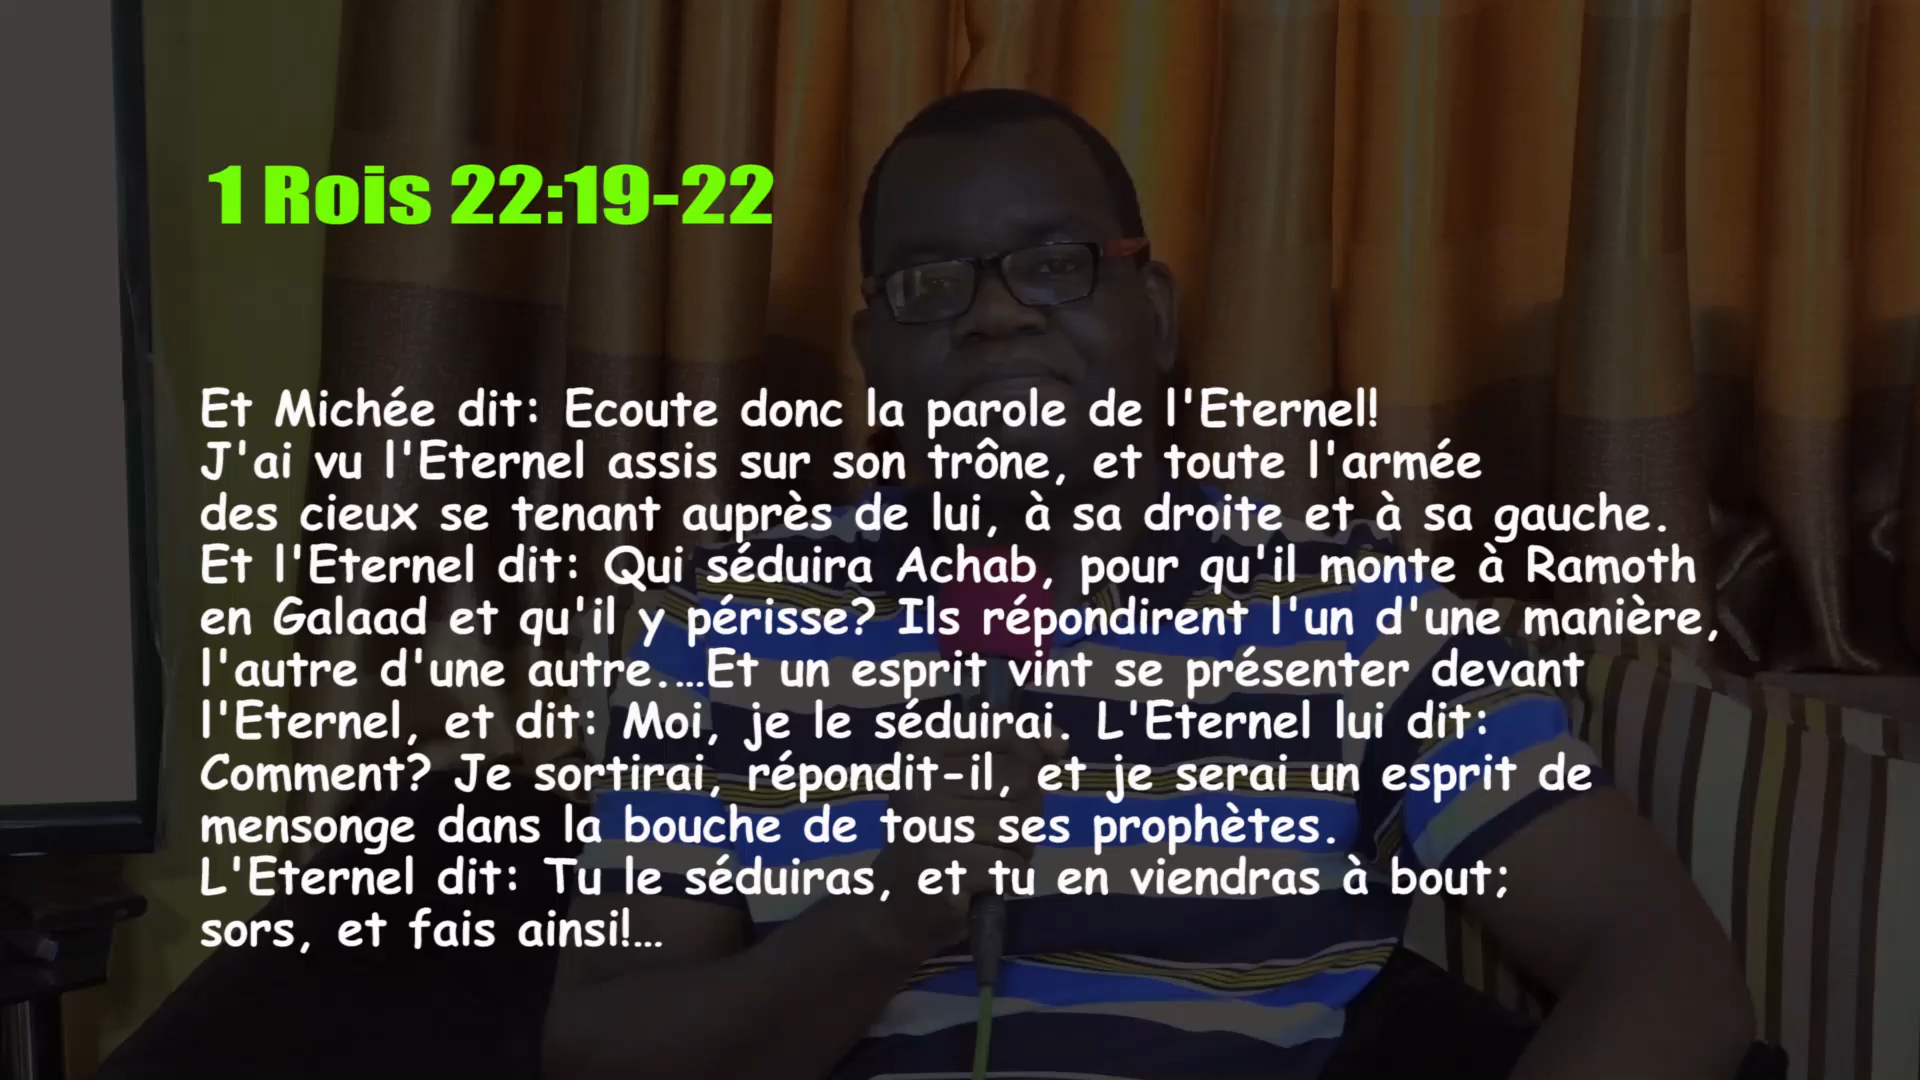 1 Rois 22:19-22
Et Michée dit: Ecoute donc la parole de l'Eternel!
J'ai vu l'Eternel assis sur son trône, et toute l'armée
des cieux se tenant auprès de lui, à sa droite et à sa gauche.
Et l'Eternel dit: Qui séduira Achab, pour qu'il monte à Ramoth
en Galaad et qu'il y périsse? Ils répondirent l'un d'une manière,
l'autre d'une autre.…Et un esprit vint se présenter devant
l'Eternel, et dit: Moi, je le séduirai. L'Eternel lui dit:
Comment? Je sortirai, répondit-il, et je serai un esprit de
mensonge dans la bouche de tous ses prophètes.
L'Eternel dit: Tu le séduiras, et tu en viendras à bout;
sors, et fais ainsi!…